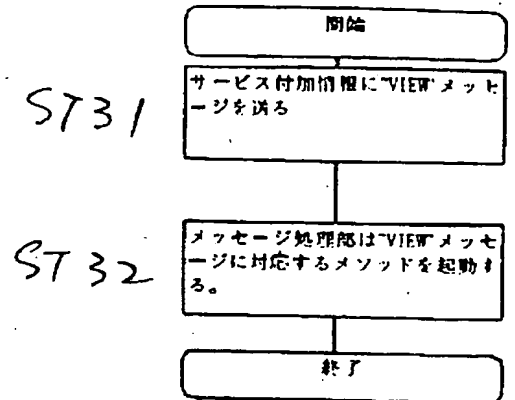 開始
ST31
サービス付加情報に"VIEW"メッセ
ージを送る
ST32
メッセージ処理部は"VIEW"メッセ
ージに対応するメソッドを起動す
る。
終了